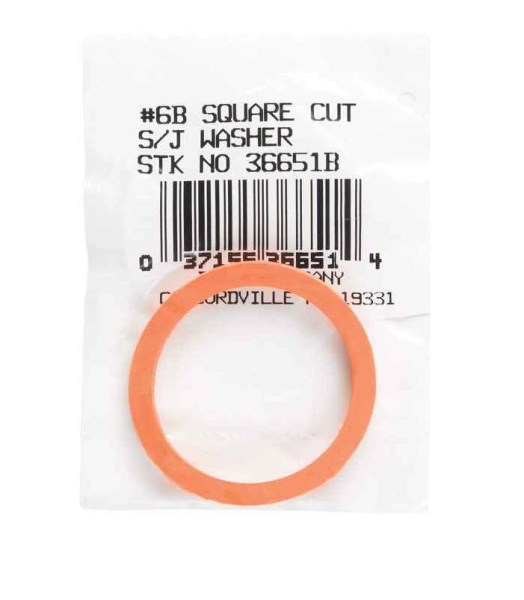 #6B SQUARE CUT
S/J WASHER
STK NO 36651B
0 37155 36651 4
19331